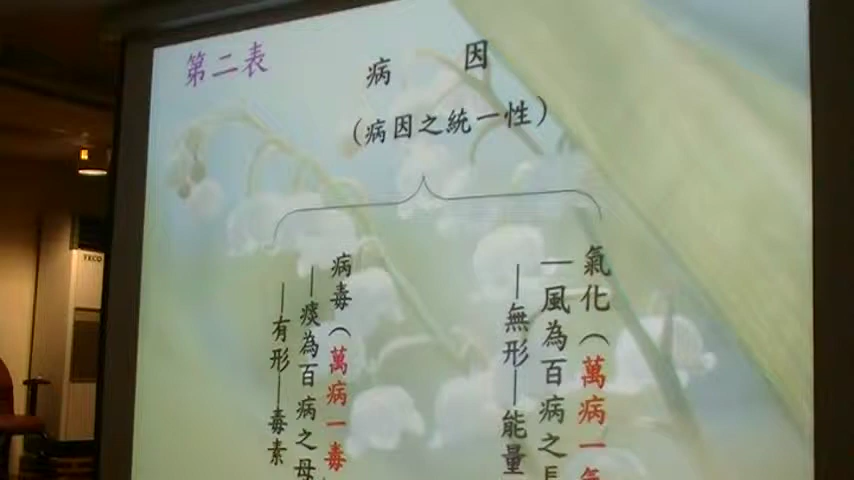 第二表
病 因
(病因之統一性)
氣化(萬病一氣
—風為百病之長
—無形—能量
病毒(萬病一毒
—痰為百病之母
—有形—毒素
TECO